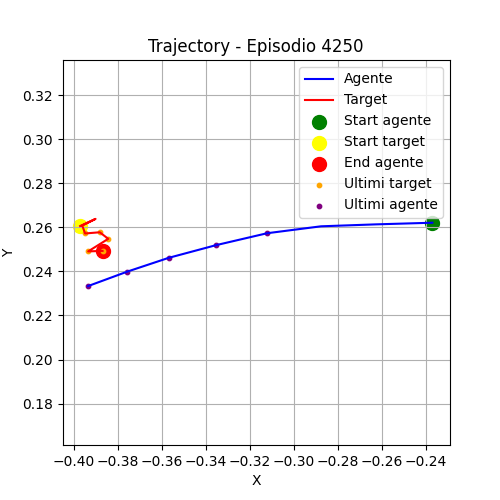 Trajectory - Episodio 4250
Agente
Target
Start agente
Start target
End agente
Ultimi target
Ultimi agente
0.32
0.30
0.28
0.26
0.24
0.22
0.20
0.18
Y
−0.40 −0.38 −0.36 −0.34 −0.32 −0.30 −0.28 −0.26 −0.24
X